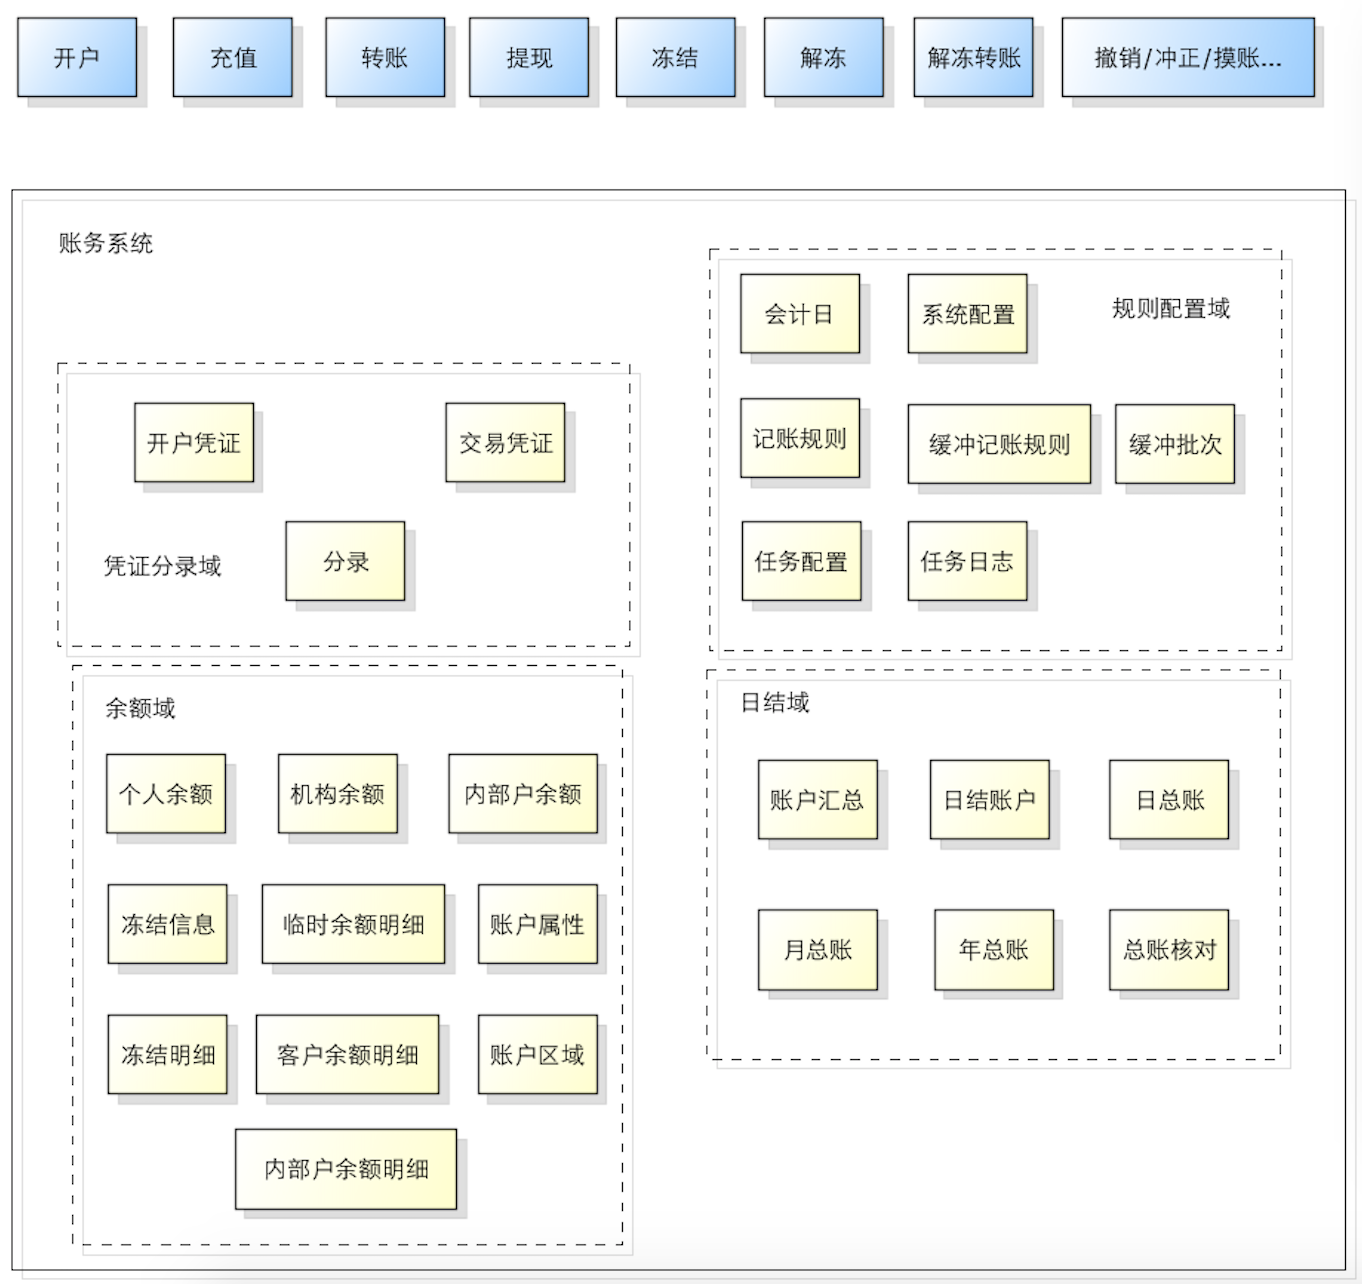 开户
充值
转账
提现
冻结
解冻
解冻转账
撤销/冲正/摸账...
账务系统
凭证分录域
开户凭证
交易凭证
分录
规则配置域
会计日
系统配置
记账规则
缓冲记账规则
缓冲批次
任务配置
任务日志
余额域
个人余额
机构余额
内部户余额
冻结信息
临时余额明细
账户属性
冻结明细
客户余额明细
账户区域
内部户余额明细
日结域
账户汇总
日结账户
日总账
月总账
年总账
总账核对